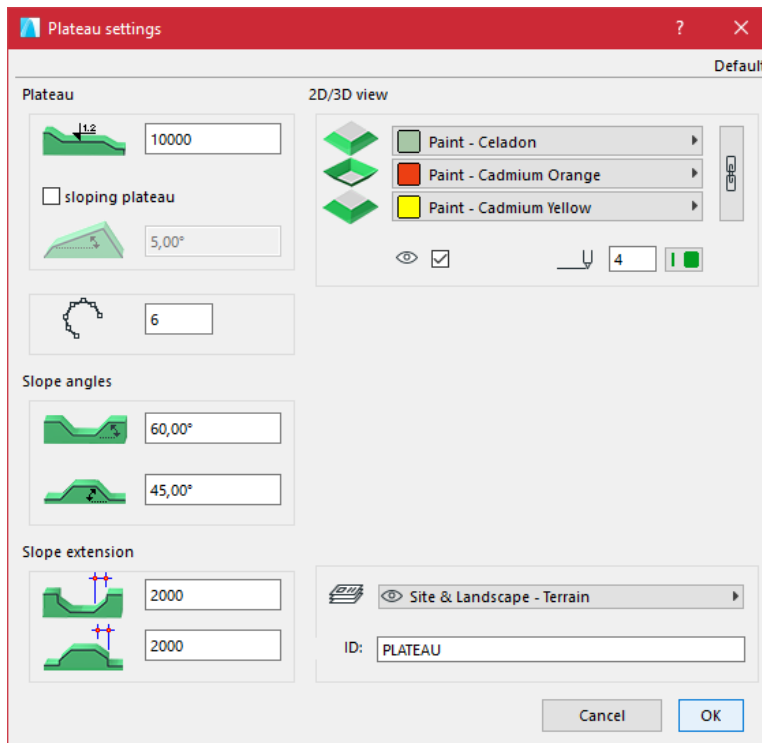 Plateau settings
?
Default
Plateau
2D/3D view
1.2
10000
Paint - Celadon
Paint - Cadmium Orange
sloping plateau
Paint - Cadmium Yellow
5,00°
4
6
Slope angles
60,00°
45,00°
Slope extension
2000
Site & Landscape - Terrain
2000
ID:
PLATEAU
Cancel
OK